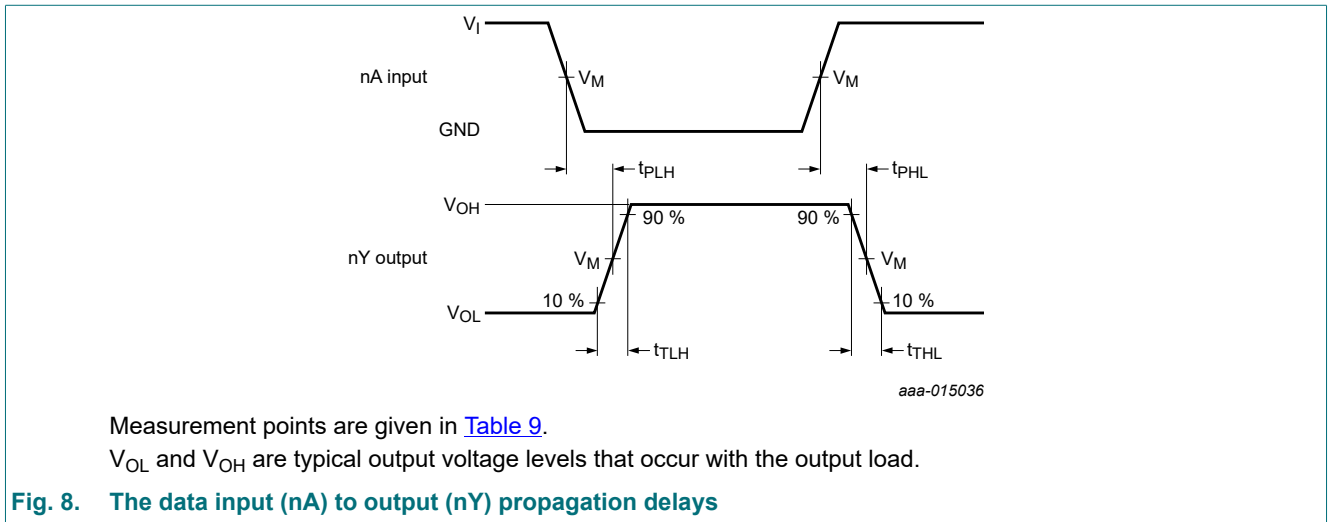 VI
nA input
VM
VM
GND
tPLH
tPHL
VOH
90 %
90 %
nY output
VM
VM
10 %
10 %
VOL
tTLH
tTHL
aaa-015036
Measurement points are given in Table 9.
VOL and VOH are typical output voltage levels that occur with the output load.
Fig. 8. The data input (nA) to output (nY) propagation delays